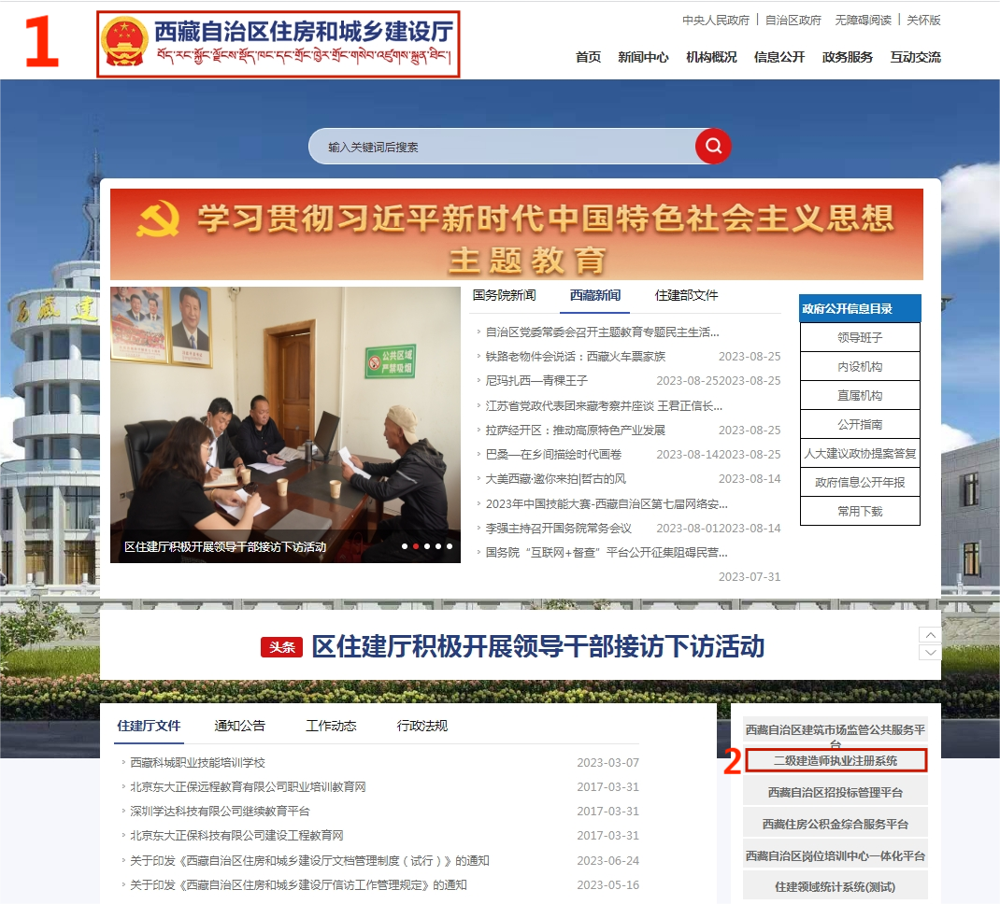 1
西藏自治区住房和城乡建设厅
中央人民政府 | 自治区政府 无障碍阅读 | 关怀版
首页 新闻中心 机构概况 信息公开 政务服务 互动交流
输入关键词后搜索
学习贯彻习近平新时代中国特色社会主义思想
主题教育
公共区域
严禁吸烟
区住建厅积极开展领导干部接访下访活动
国务院新闻 西藏新闻 住建部文件
自治区党委常委会召开主题教育专题民主生活...
铁路老物件会说话：西藏火车票家族 2023-08-25
尼玛扎西—青稞王子 2023-08-252023-08-25
江苏省党政代表团来藏考察并座谈 王君正信长...
拉萨经开区：推动高原特色产业发展 2023-08-25
巴桑—在乡间描绘时代画卷 2023-08-142023-08-25
大美西藏·邀你来拍|哲古的风 2023-08-14
2023年中国技能大赛-西藏自治区第七届网络安...
李强主持召开国务院常务会议 2023-08-012023-08-14
国务院“互联网+督查”平台公开征集阻碍民营...
2023-07-31
政府公开信息目录
领导班子
内设机构
直属机构
公开指南
人大建议政协提案答复
政府信息公开年报
常用下载
头条 区住建厅积极开展领导干部接访下访活动
住建厅文件 通知公告 工作动态 行政法规
西藏科城职业技能培训学校 2023-03-07
北京东大正保远程教育有限公司职业培训教育网 2017-03-31
深圳学达科技有限公司继续教育平台 2017-03-31
北京东大正保科技有限公司建设工程教育网 2017-03-31
关于印发《西藏自治区住房和城乡建设厅文档管理制度（试行）》的通知 2023-06-24
关于印发《西藏自治区住房和城乡建设厅信访工作管理规定》的通知 2023-05-16
西藏自治区建筑市场监管公共服务平
台
2
二级建造师执业注册系统
西藏自治区招投标管理平台
西藏住房公积金综合服务平台
西藏自治区岗位培训中心一体化平台
住建领域统计系统(测试)